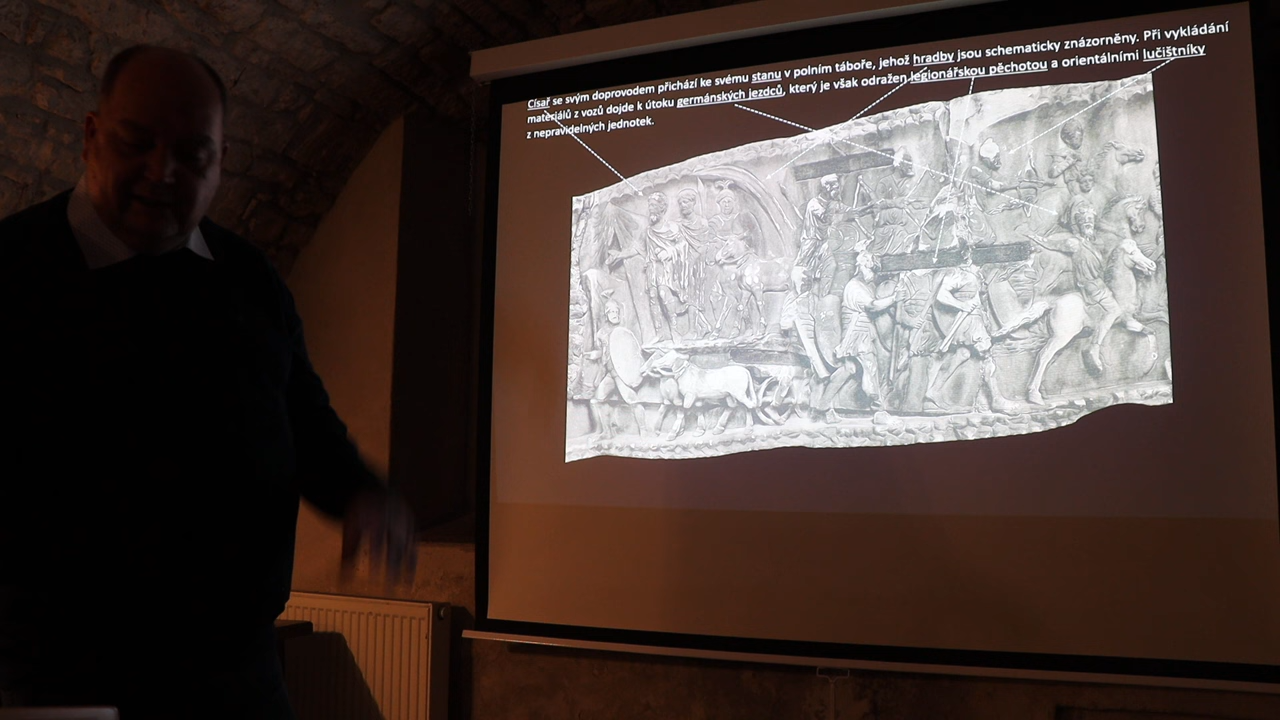 Císař se svým doprovodem přichází ke svému stanu v polním táboře, jehož hradby jsou schematicky znázorněny. Při vykládání
materiálů z vozů dojde k útoku germánských jezdců, který je však odražen legionářskou pěchotou a orientálními lučištníky
z nepravidelných jednotek.